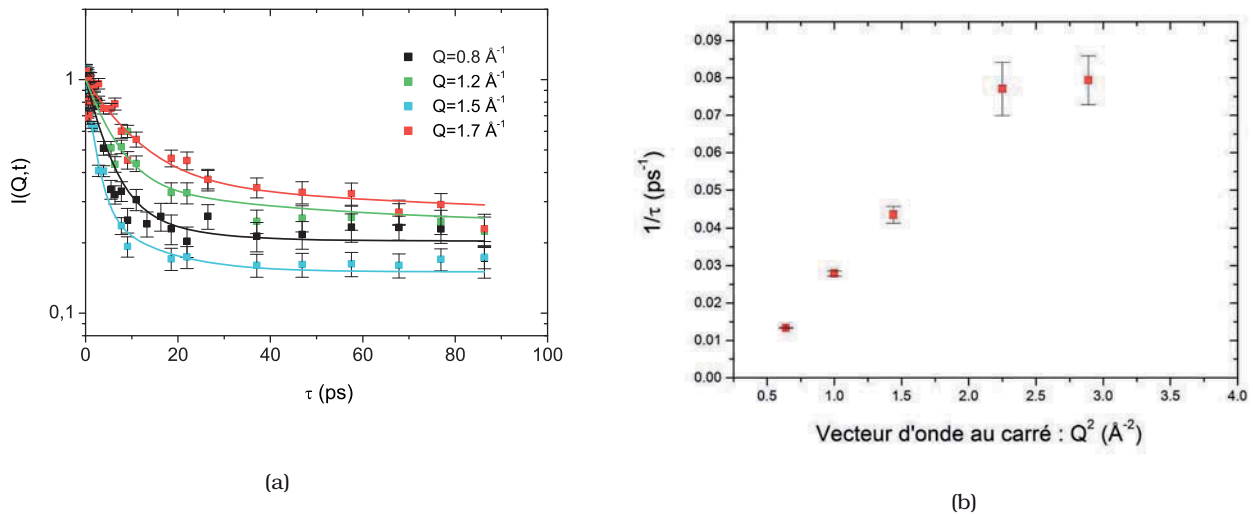 Q=0.8 Å⁻¹
Q=1.2 Å⁻¹
Q=1.5 Å⁻¹
Q=1.7 Å⁻¹
1
0,1
I(Q,t)
0 20 40 60 80 100
τ (ps)
(a)
0.09
0.08
0.07
0.06
0.05
0.04
0.03
0.02
0.01
0.00
1/τ (ps⁻¹)
0.5 1.0 1.5 2.0 2.5 3.0 3.5 4.0
Vecteur d'onde au carré : Q² (Å⁻²)
(b)